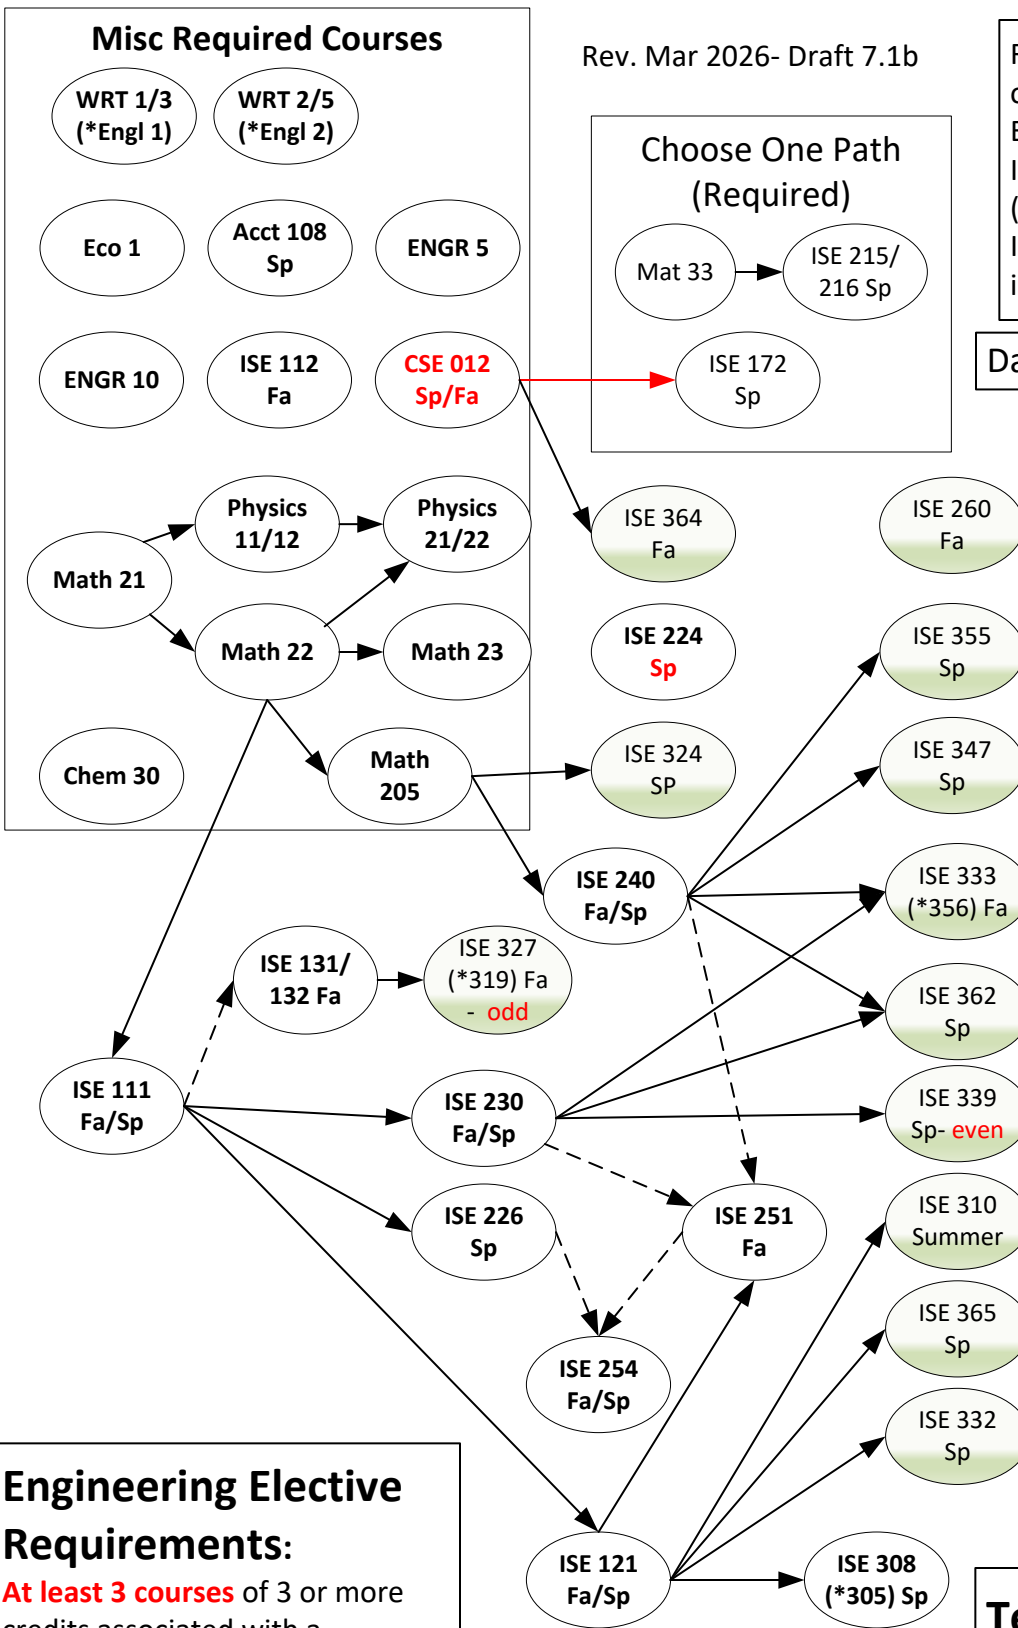 Misc Required Courses
Rev. Mar 2026- Draft 7.1b
WRT 1/3
(*Engl 1)
WRT 2/5
(*Engl 2)
Eco 1
Acct 108
Sp
ENGR 5
ENGR 10
ISE 112
Fa
CSE 012
Sp/Fa
Choose One Path
(Required)
Mat 33
ISE 215/
216 Sp
ISE 172
Sp
Math 21
Physics
11/12
Physics
21/22
Math 22
Math 23
Chem 30
Math
205
ISE 364
Fa
ISE 260
Fa
ISE 224
Sp
ISE 355
Sp
ISE 324
SP
ISE 347
Sp
ISE 240
Fa/Sp
ISE 333
(*356) Fa
ISE 131/
132 Fa
ISE 327
(*319) Fa
- odd
ISE 362
Sp
ISE 111
Fa/Sp
ISE 230
Fa/Sp
ISE 339
Sp- even
ISE 226
Sp
ISE 251
Fa
ISE 310
Summer
ISE 254
Fa/Sp
ISE 365
Sp
ISE 332
Sp
ISE 121
Fa/Sp
ISE 308
(*305) Sp
Engineering Elective
Requirements:
At least 3 courses of 3 or more
credits associated with a
Da
Te